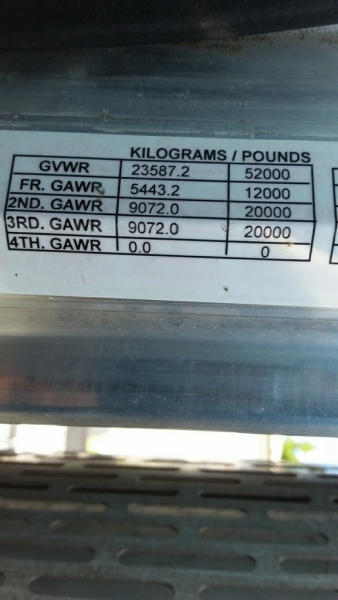 KILOGRAMS / POUNDS
GVWR 23587.2 52000
FR. GAWR 5443.2 12000
2ND. GAWR 9072.0 20000
3RD. GAWR 9072.0 20000
4TH. GAWR 0.0 0